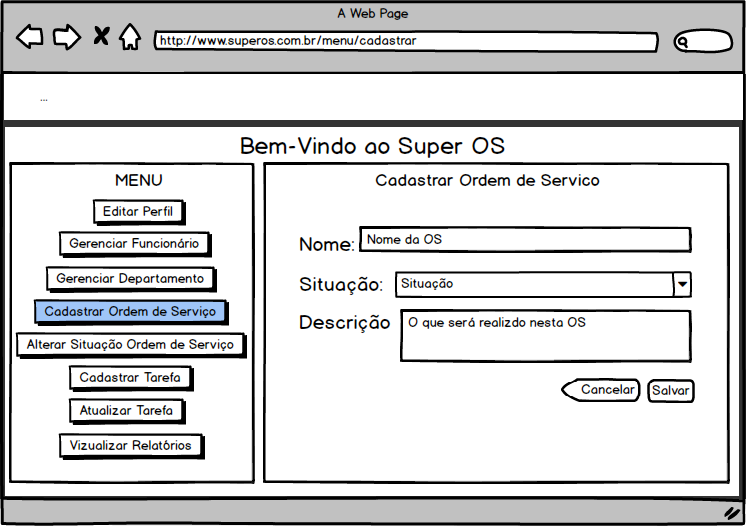 A Web Page
http://www.superos.com.br/menu/cadastrar
...
Bem-Vindo ao Super OS
MENU
Editar Perfil
Gerenciar Funcionário
Gerenciar Departamento
Cadastrar Ordem de Serviço
Alterar Situação Ordem de Serviço
Cadastrar Tarefa
Atualizar Tarefa
Vizualizar Relatórios
Cadastrar Ordem de Servico
Nome: Nome da OS
Situação: Situação
Descrição O que será realizdo nesta OS
Cancelar Salvar